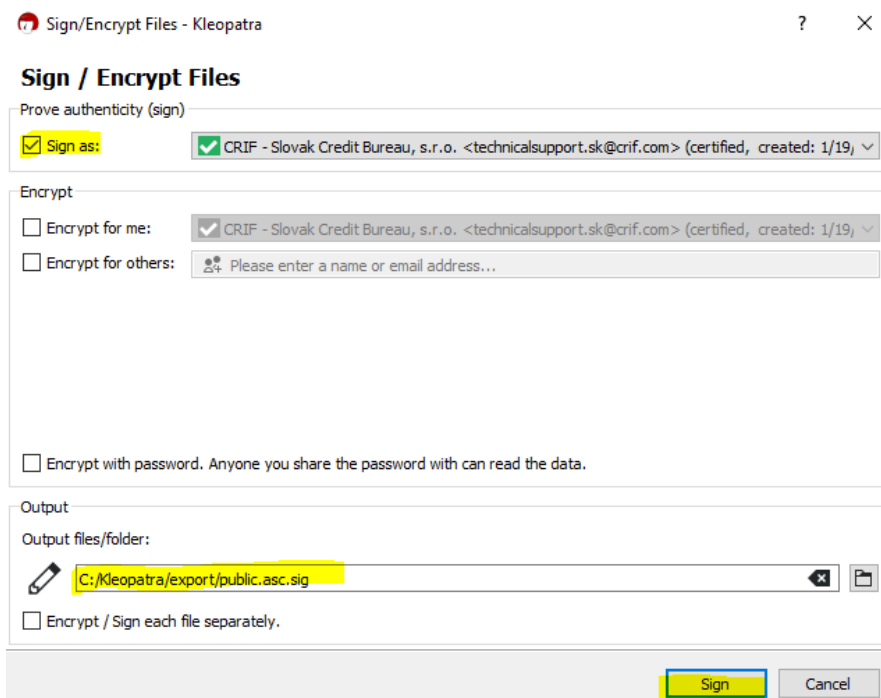 Sign/Encrypt Files - Kleopatra ?
Sign / Encrypt Files
Prove authenticity (sign)
Sign as: CRIF - Slovak Credit Bureau, s.r.o. <technicalsupport.sk@crif.com> (certified, created: 1/19/
Encrypt
Encrypt for me: CRIF - Slovak Credit Bureau, s.r.o. <technicalsupport.sk@crif.com> (certified, created: 1/19/
Encrypt for others: Please enter a name or email address...
Encrypt with password. Anyone you share the password with can read the data.
Output
Output files/folder:
C:/Kleopatra/export/public.asc.sig
Encrypt / Sign each file separately.
Sign Cancel